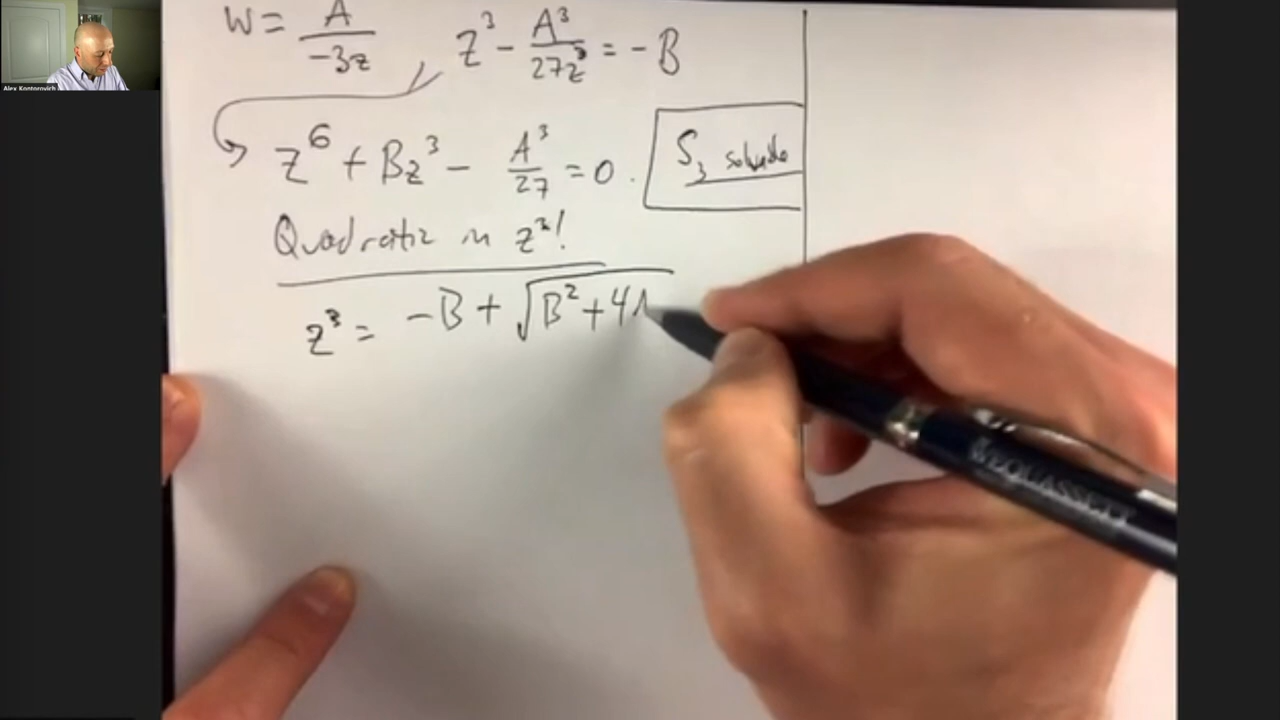 W = A / -3z
z³ - A³ / 27z³ = - B
z⁶ + Bz³ - A³ / 27 = 0.
S₃ solvable
Quadratic in z³!
z³ = -B + √B² + 4A
Alex Kontorovich